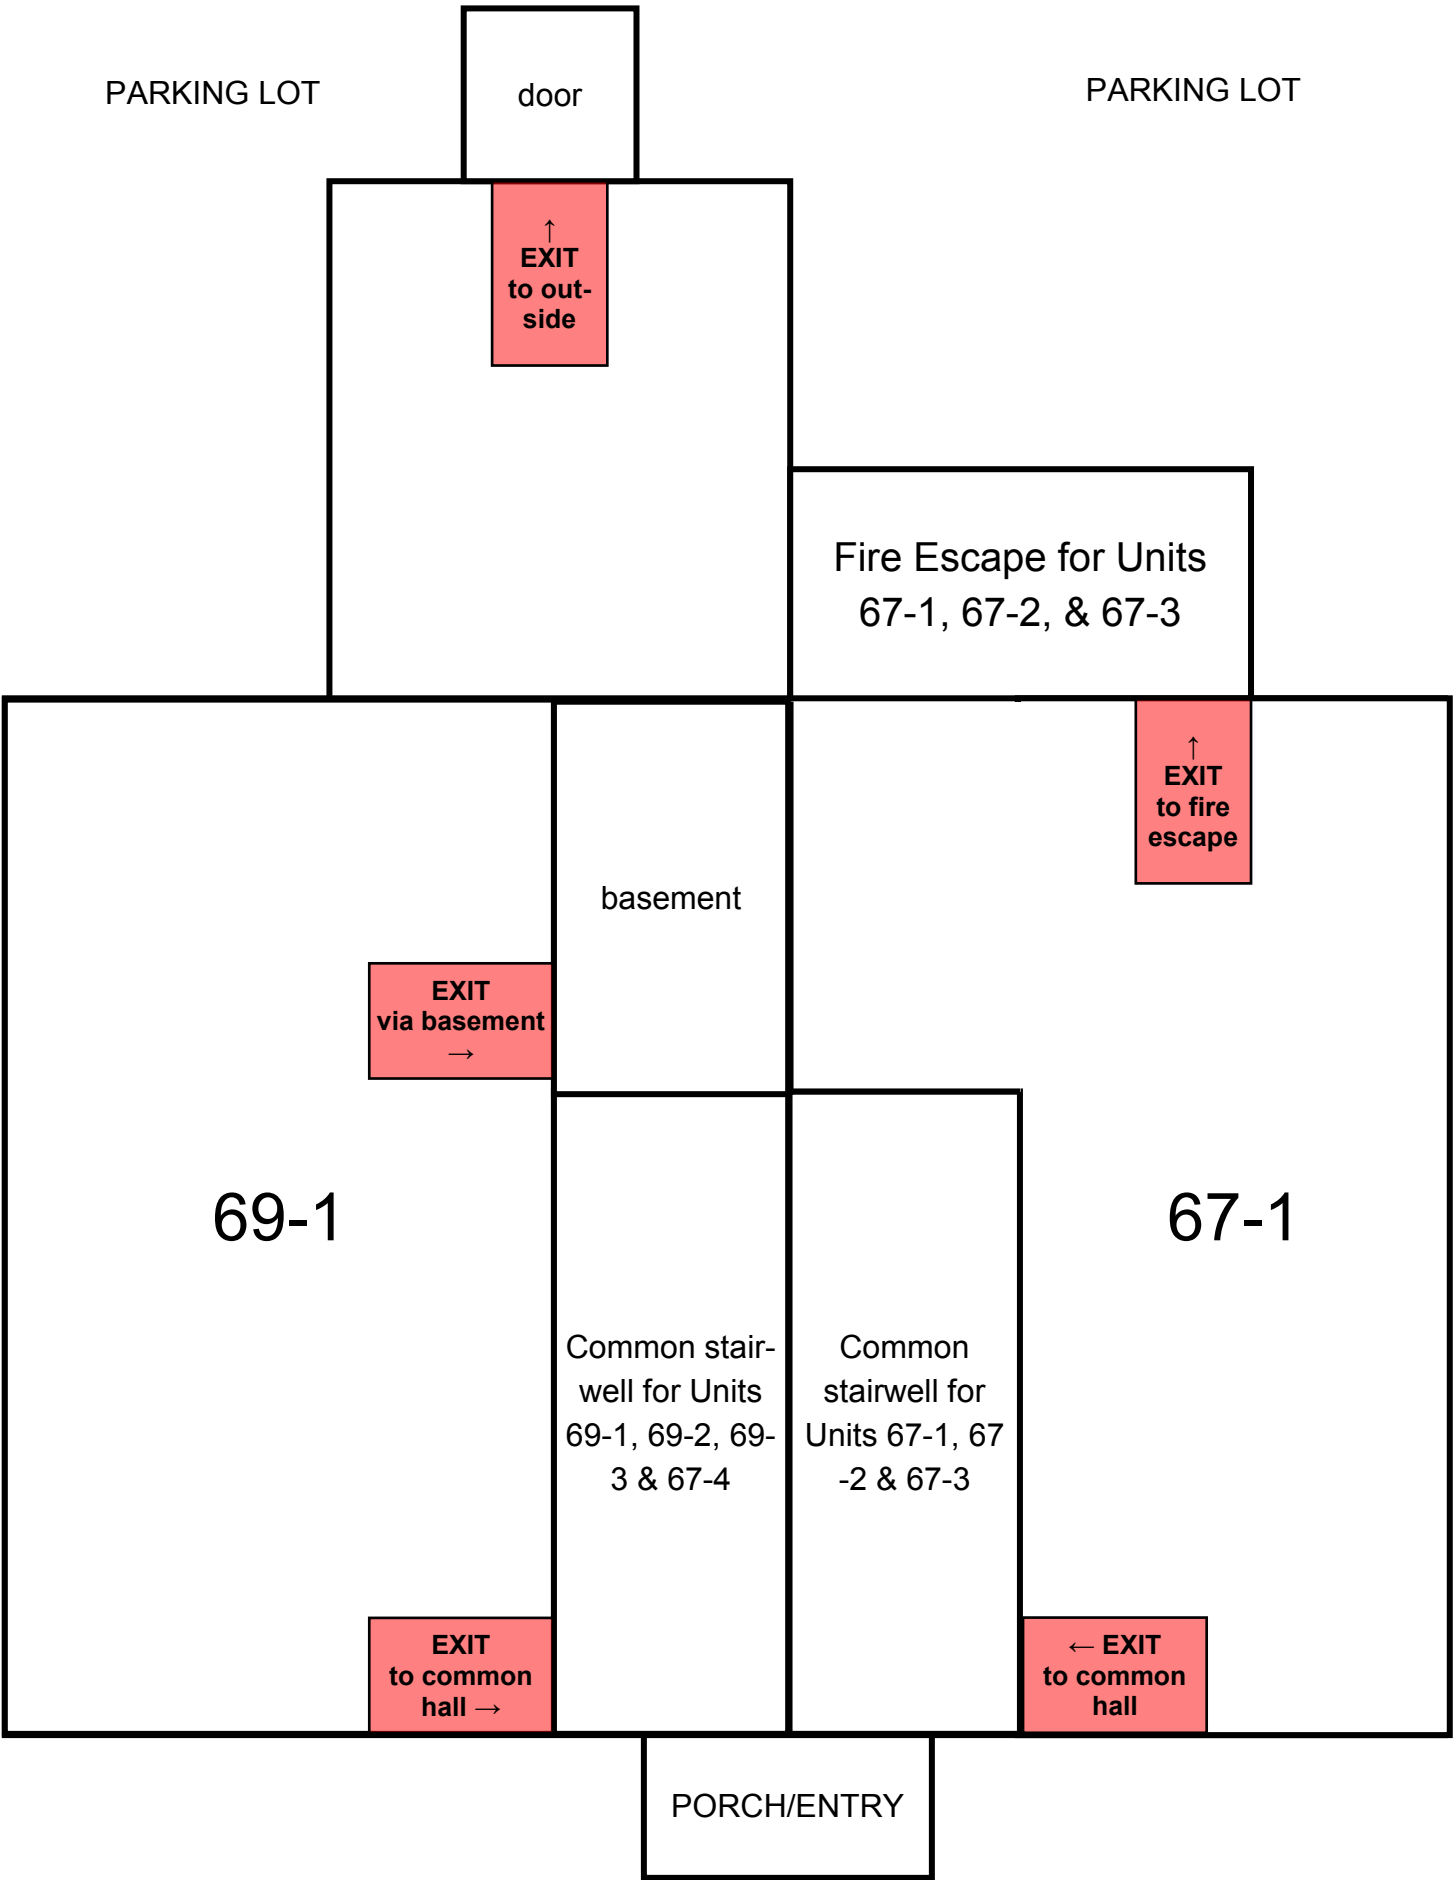 PARKING LOT
door
PARKING LOT
↑
EXIT
to out-
side
Fire Escape for Units
67-1, 67-2, & 67-3
↑
EXIT
to fire
escape
basement
EXIT
via basement
→
69-1
67-1
Common stair-
well for Units
69-1, 69-2, 69-
3 & 67-4
Common
stairwell for
Units 67-1, 67
-2 & 67-3
EXIT
to common
hall →
← EXIT
to common
hall
PORCH/ENTRY